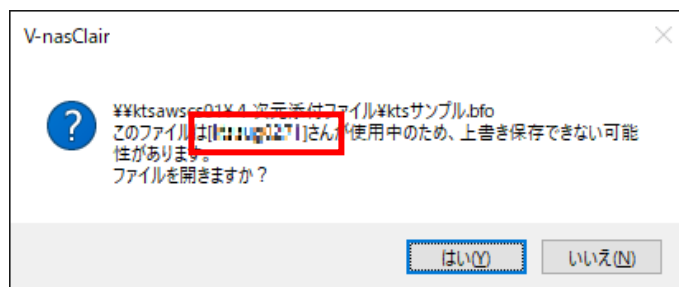 V-nasClair
¥¥ktsawscs01¥ 4 次元添付ファイル¥ktsサンプル.bfo
このファイルは[]さんが使用中のため、上書き保存できない可能
性があります。
ファイルを開きますか？
はい(Y)
いいえ(N)